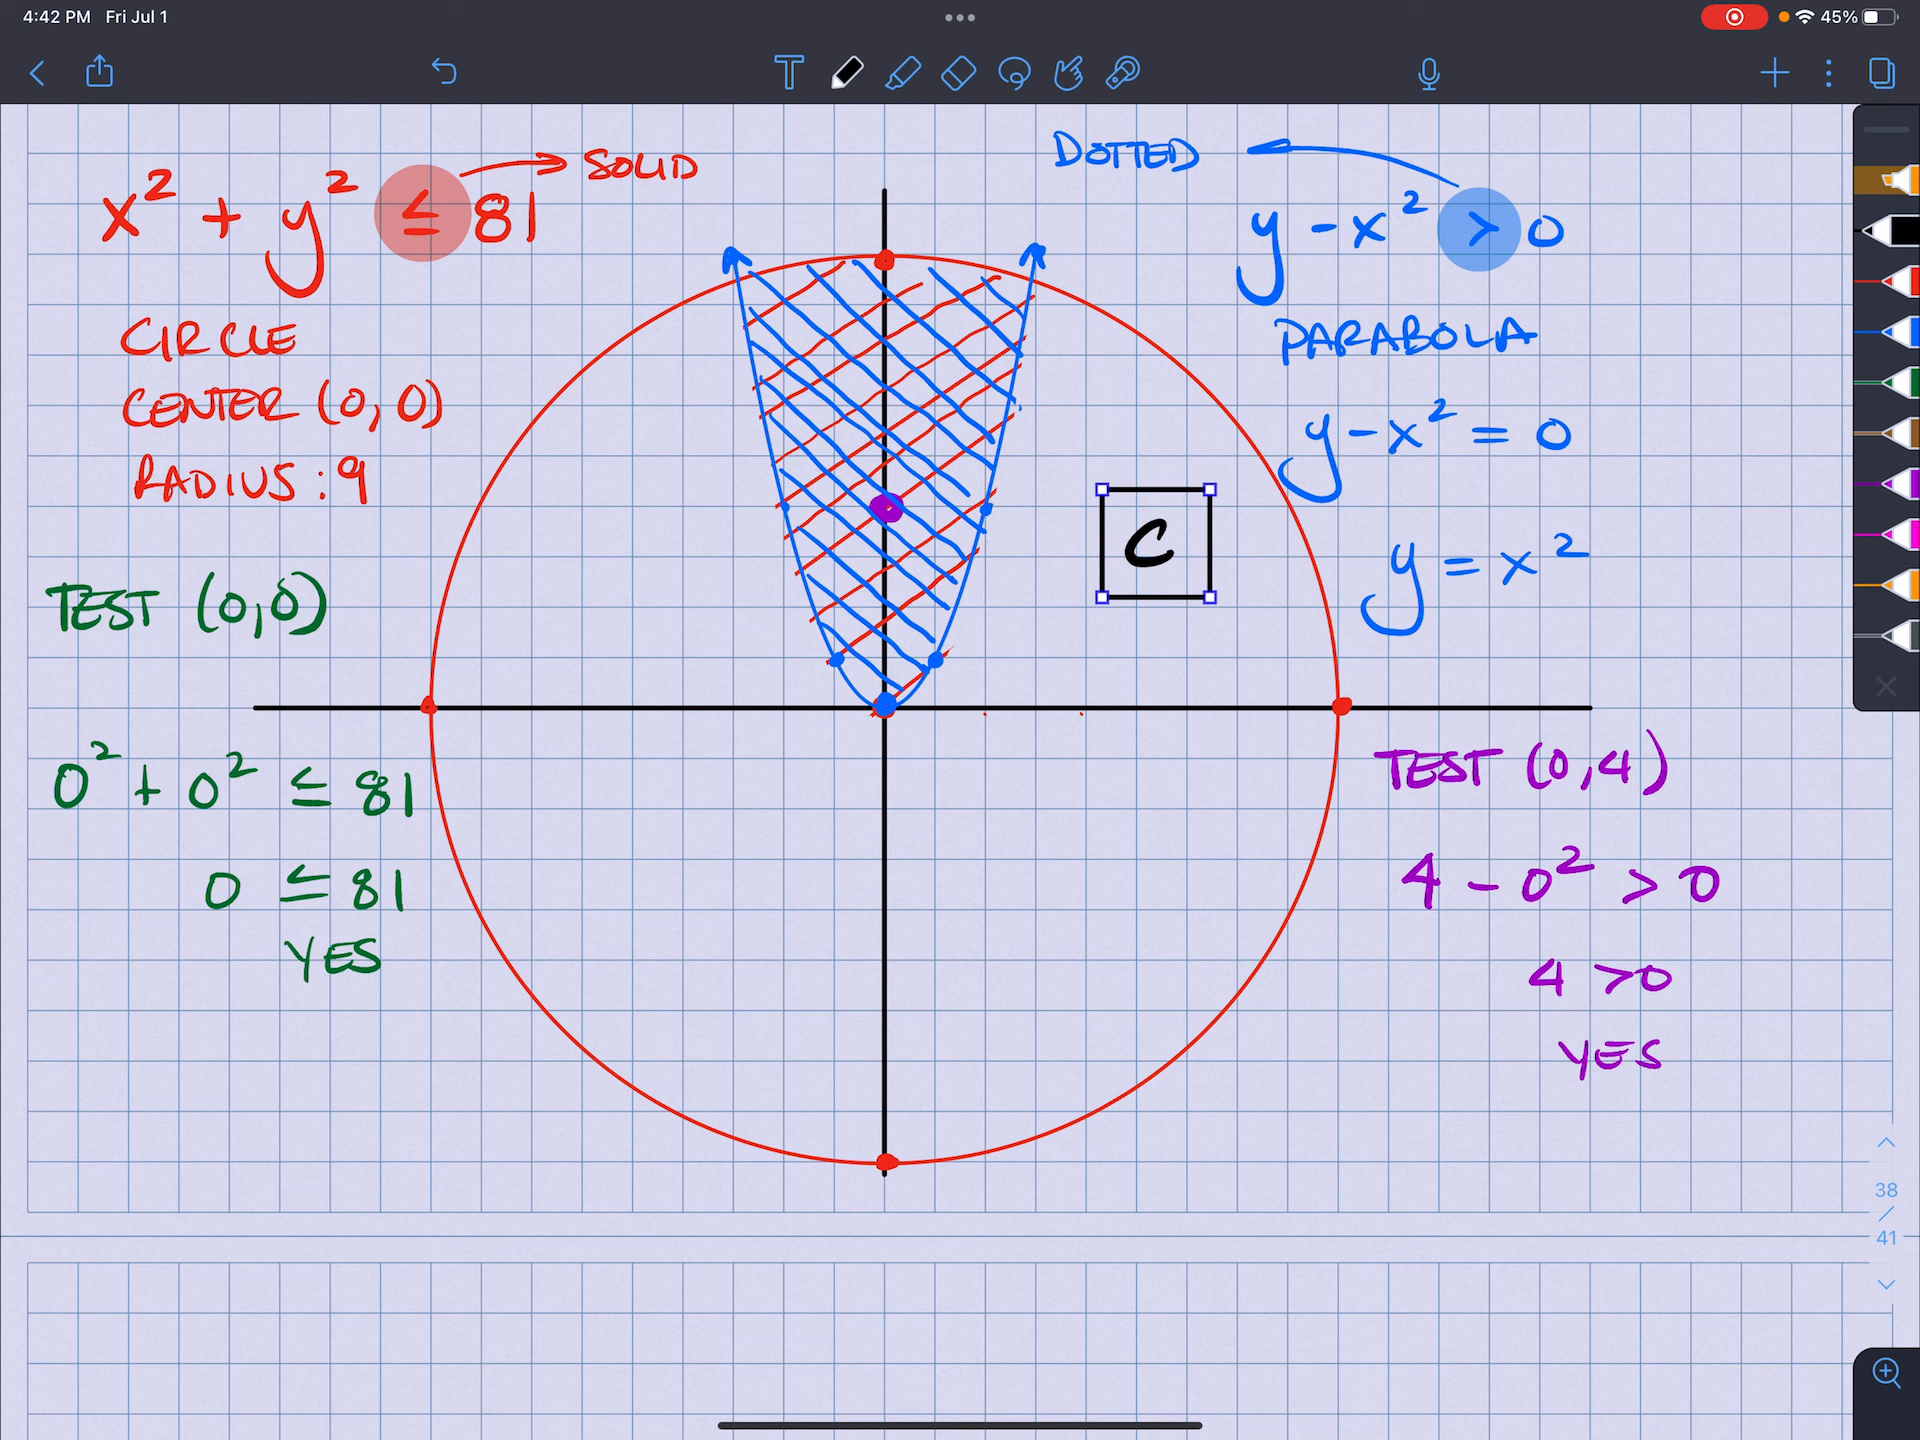 4:42 PM Fri Jul 1
45%
x² + y² ≤ 81 → SOLID
CIRCLE
CENTER (0,0)
RADIUS: 9
TEST (0,0)
0² + 0² ≤ 81
0 ≤ 81
YES
DOTTED
y - x² > 0
PARABOLA
y - x² = 0
y = x²
C
TEST (0,4)
4 - 0² > 0
4 > 0
YES
38
/
41